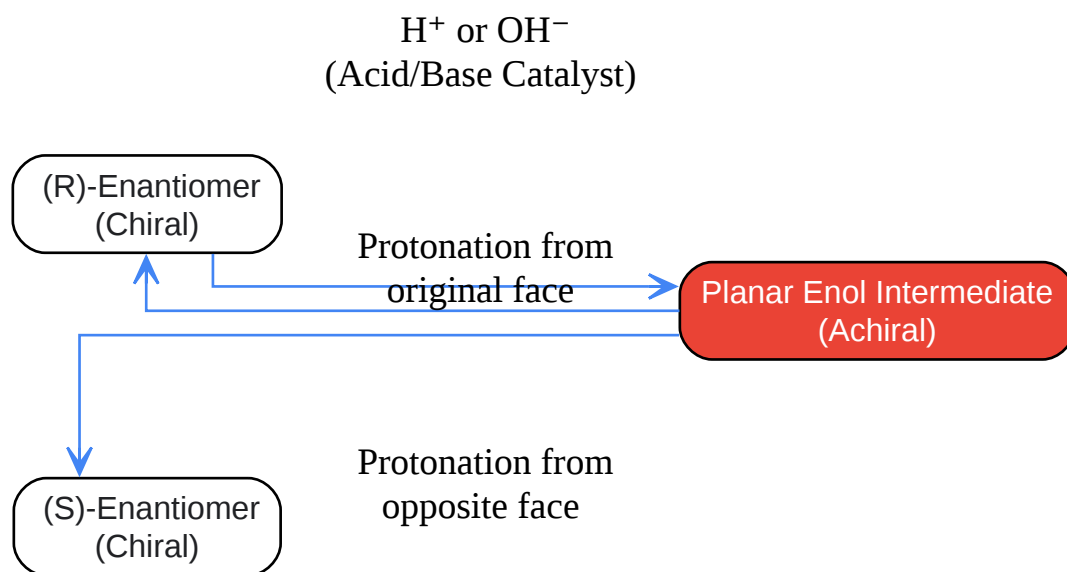 H⁺ or OH⁻
(Acid/Base Catalyst)
(R)-Enantiomer
(Chiral)
Protonation from
original face
Planar Enol Intermediate
(Achiral)
Protonation from
opposite face
(S)-Enantiomer
(Chiral)